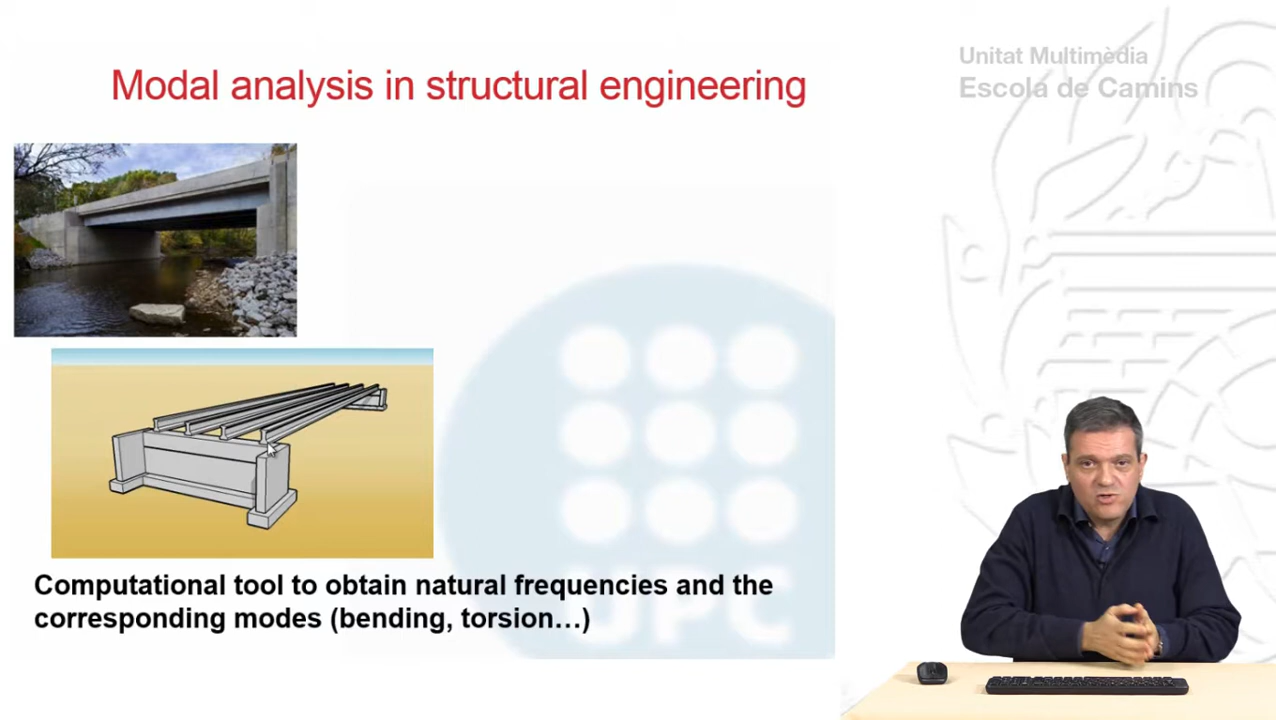 Unitat Multimèdia
Escola de Camins
Modal analysis in structural engineering
Computational tool to obtain natural frequencies and the
corresponding modes (bending, torsion…)
UPC